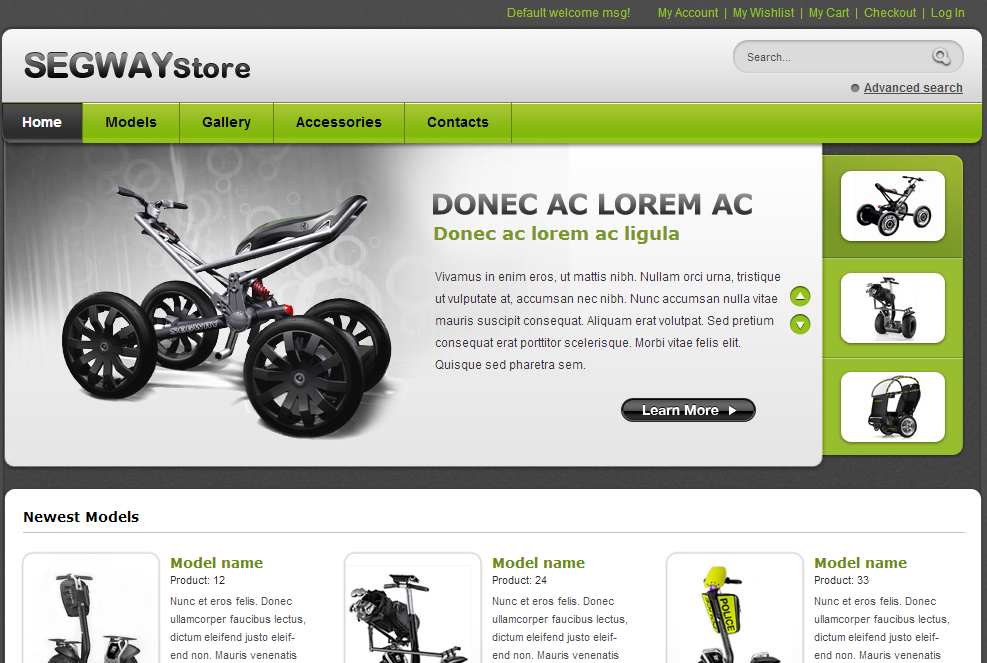 Default welcome msg! My Account | My Wishlist | My Cart | Checkout | Log In
SEGWAYStore
Search...
Advanced search
Home Models Gallery Accessories Contacts
DONEC AC LOREM AC
Donec ac lorem ac ligula
Vivamus in enim eros, ut mattis nibh. Nullam orci urna, tristique
ut vulputate at, accumsan nec nibh. Nunc accumsan nulla vitae
mauris suscipit consequat. Aliquam erat volutpat. Sed pretium
consequat erat porttitor scelerisque. Morbi vitae felis elit.
Quisque sed pharetra sem.
Learn More
SEGWAY
Newest Models
Model name
Product: 12
Nunc et eros felis. Donec
ullamcorper faucibus lectus,
dictum eleifend justo eleif-
end non. Mauris venenatis
Model name
Product: 24
Nunc et eros felis. Donec
ullamcorper faucibus lectus,
dictum eleifend justo eleif-
end non. Mauris venenatis
POLICE
Model name
Product: 33
Nunc et eros felis. Donec
ullamcorper faucibus lectus,
dictum eleifend justo eleif-
end non. Mauris venenatis